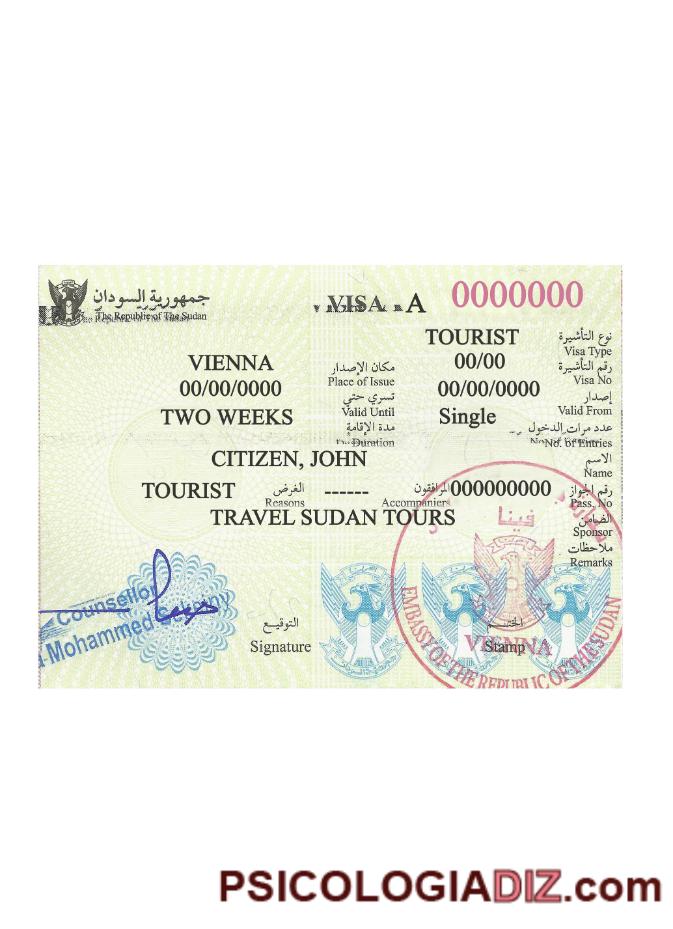 جمهورية السودان
The Republic of The Sudan
VISA A 0000000
TOURIST نوع التأشيرة
Visa Type
VIENNA مكان الإصدار 00/00 رقم التأشيرة
Place of Issue Visa No
00/00/0000 تسري حتي 00/00/0000 إصدار
Valid Until Valid From
TWO WEEKS مدة الإقامة Single عدد مرات الدخول
Duration No. of Entries
CITIZEN, JOHN الاسم
Name
TOURIST الغرض ------ المرافقون 000000000 رقم الجواز
Reasons Accompanier Pass. No
TRAVEL SUDAN TOURS الضامن
Sponsor
ملاحظات
Remarks
فينا
Counsellor
Mohammed
التوقيع
Signature
الختم
Stamp
VIENNA
EMBASSY OF THE REPUBLIC OF THE SUDAN
PSICOLOGIADIZ.com